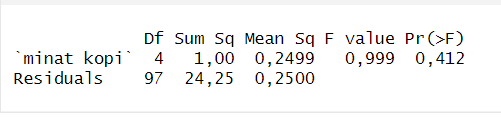 Df Sum Sq Mean Sq F value Pr(>F)
`minat kopi` 4 1,00 0,2499 0,999 0,412
Residuals 97 24,25 0,2500